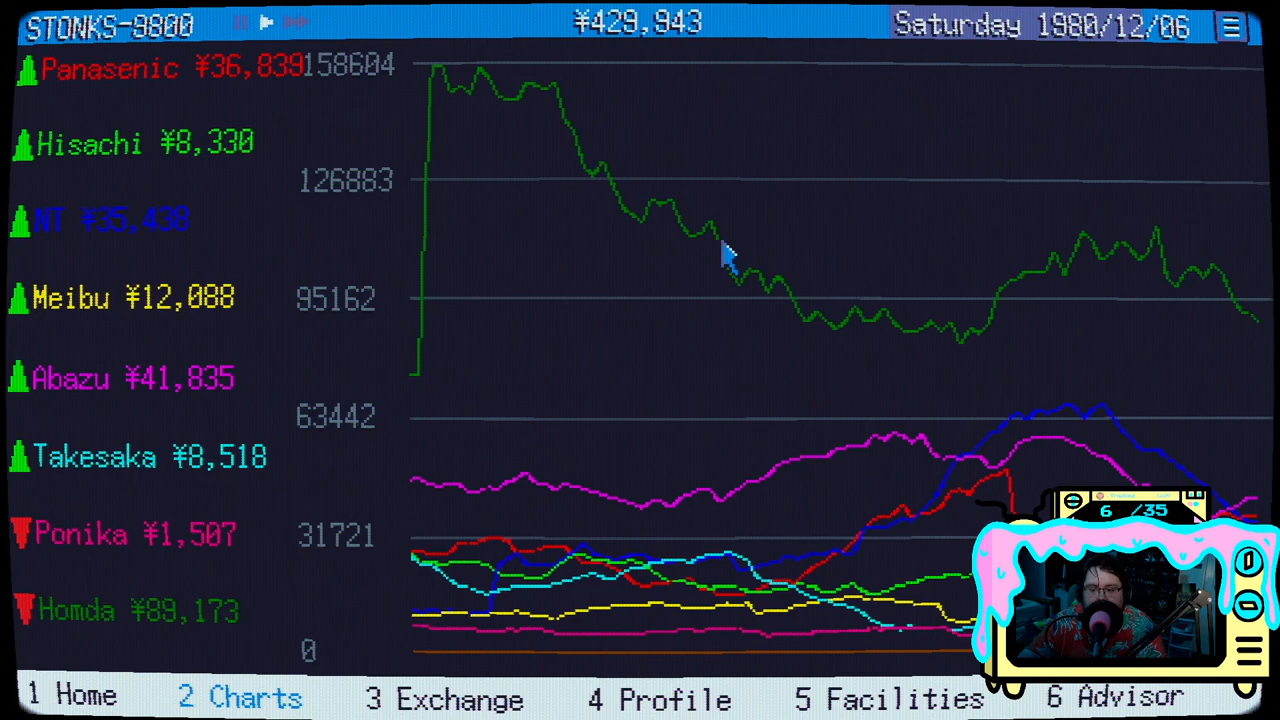 STONKS-9800 ¥429,943 Saturday 1980/12/06
Panasenic ¥36,839
158604
Hisachi ¥8,330
126883
NT ¥35,438
Meibu ¥12,088
95162
Abazu ¥41,835
63442
Takesaka ¥8,518
6 /35
Ponika ¥1,507
31721
Homda ¥89,173
0
1 Home 2 Charts 3 Exchange 4 Profile 5 Facilities 6 Advisor